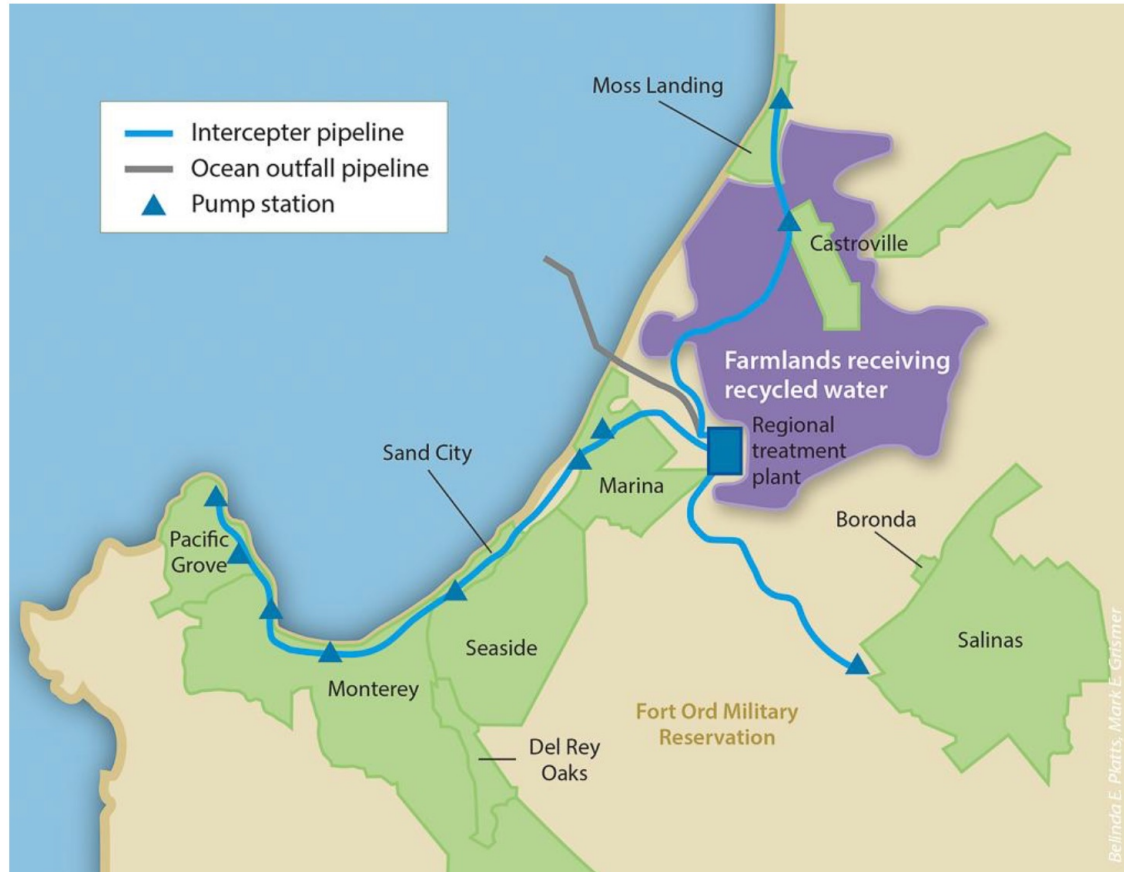 Moss Landing
Intercepter pipeline
Ocean outfall pipeline
Pump station
Castroville
Farmlands receiving
recycled water
Regional
treatment
plant
Sand City
Marina
Boronda
Pacific
Grove
Salinas
Seaside
Monterey
Fort Ord Military
Reservation
Del Rey
Oaks
Belinda E. Platts, Mark E. Grismer